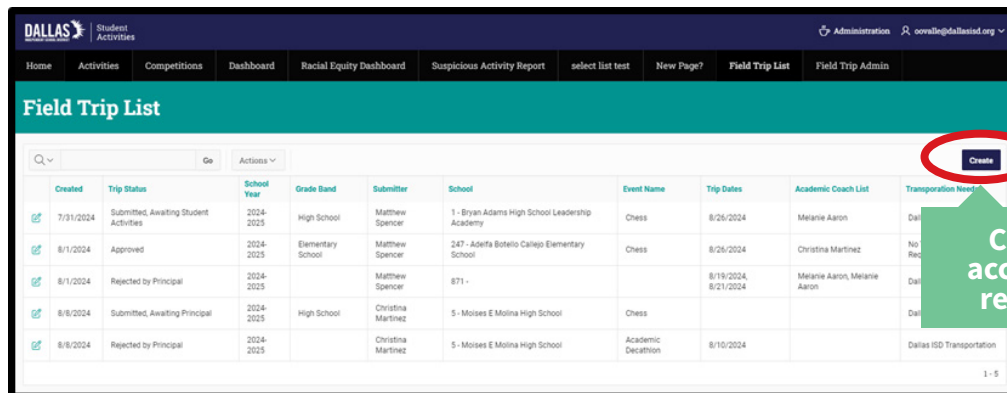 DALLAS Student Activities Administration oovalle@dallasisd.org
Home Activities Competitions Dashboard Racial Equity Dashboard Suspicious Activity Report select list test New Page? Field Trip List Field Trip Admin
Field Trip List
Go Actions Create
Created Trip Status School Year Grade Band Submitter School Event Name Trip Dates Academic Coach List Transporation Needs
7/31/2024 Submitted, Awaiting Student Activities 2024-2025 High School Matthew Spencer 1 - Bryan Adams High School Leadership Academy Chess 8/26/2024 Melanie Aaron
8/1/2024 Approved 2024-2025 Elementary School Matthew Spencer 247 - Adelfa Botello Callejo Elementary School Chess 8/26/2024 Christina Martinez No
8/1/2024 Rejected by Principal 2024-2025 Matthew Spencer 871 - 8/19/2024, 8/21/2024 Melanie Aaron, Melanie Aaron
8/8/2024 Submitted, Awaiting Principal 2024-2025 High School Christina Martinez 5 - Moises E Molina High School Chess
8/8/2024 Rejected by Principal 2024-2025 Christina Martinez 5 - Moises E Molina High School Academic Decathlon 8/10/2024 Dallas ISD Transportation
1 - 5